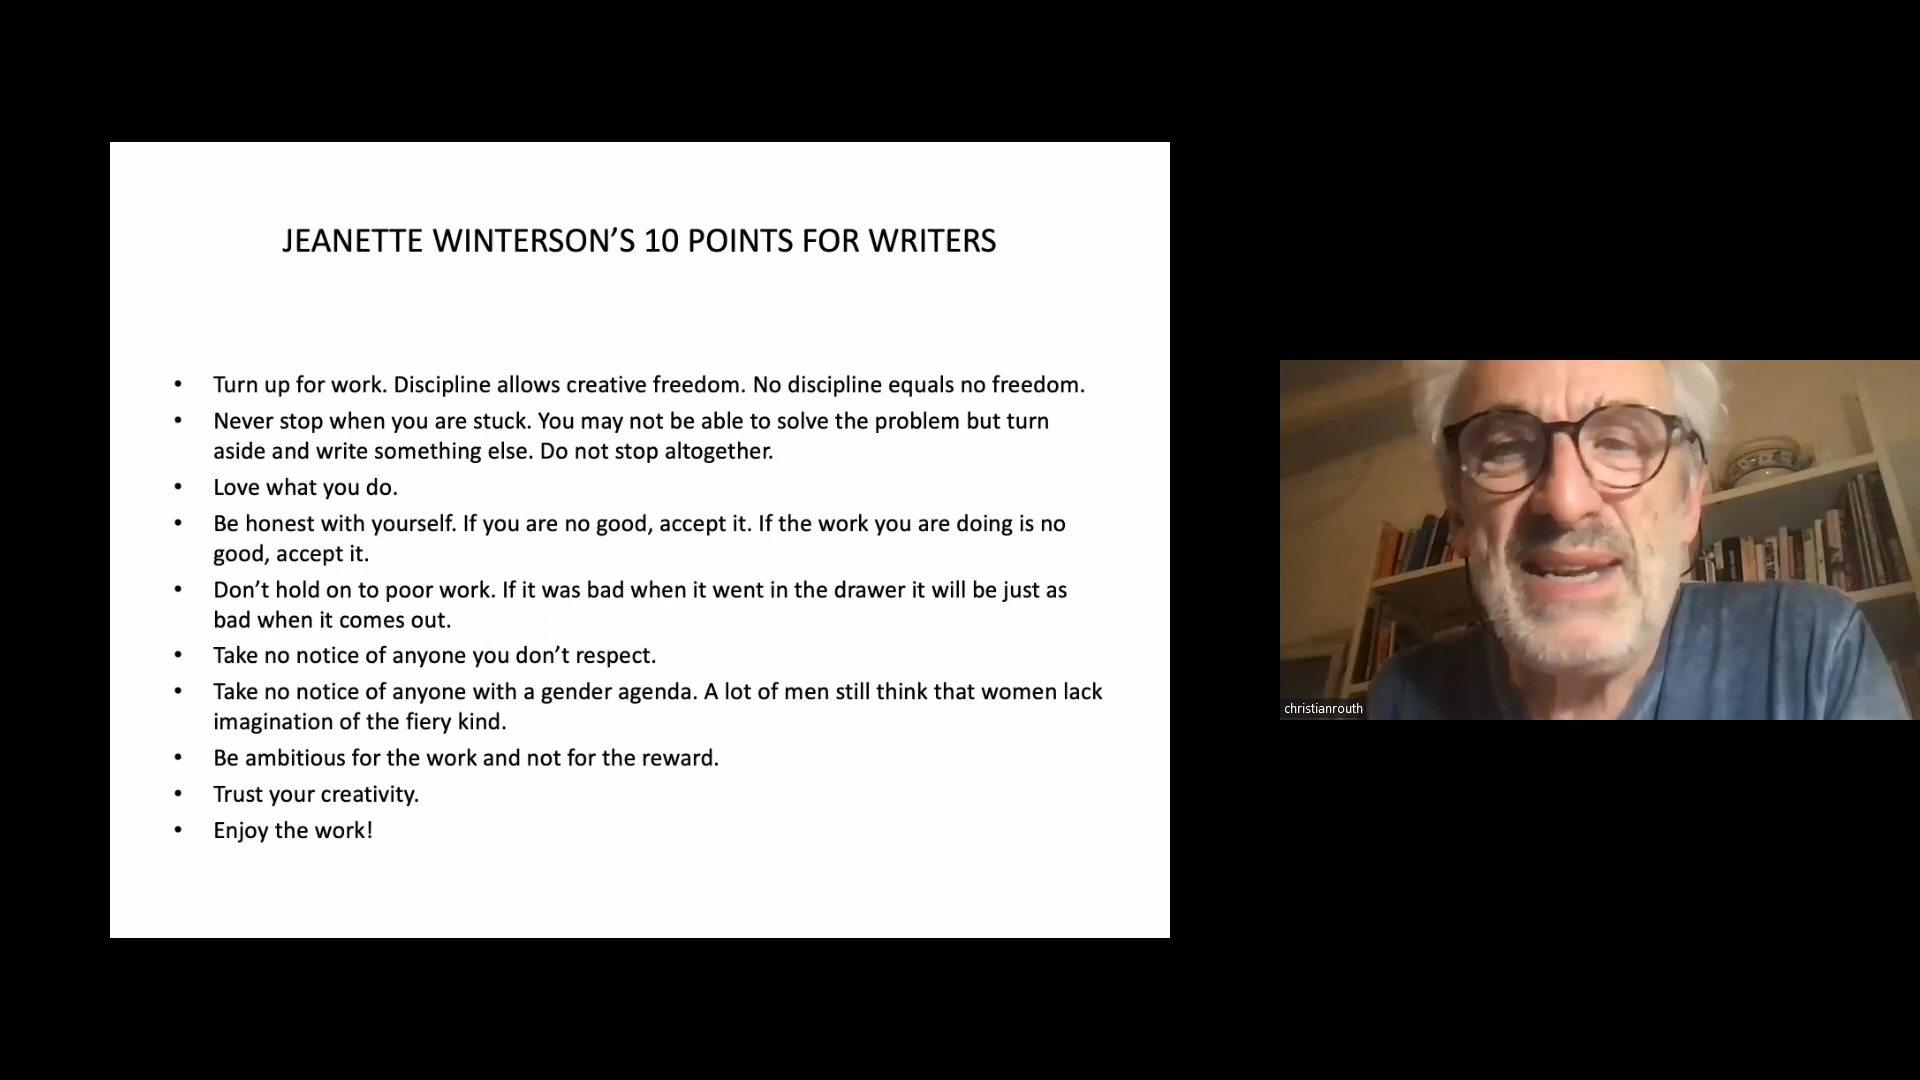 JEANETTE WINTERSON’S 10 POINTS FOR WRITERS
• Turn up for work. Discipline allows creative freedom. No discipline equals no freedom.
• Never stop when you are stuck. You may not be able to solve the problem but turn
aside and write something else. Do not stop altogether.
• Love what you do.
• Be honest with yourself. If you are no good, accept it. If the work you are doing is no
good, accept it.
• Don’t hold on to poor work. If it was bad when it went in the drawer it will be just as
bad when it comes out.
• Take no notice of anyone you don’t respect.
• Take no notice of anyone with a gender agenda. A lot of men still think that women lack
imagination of the fiery kind.
• Be ambitious for the work and not for the reward.
• Trust your creativity.
• Enjoy the work!
christianrouth